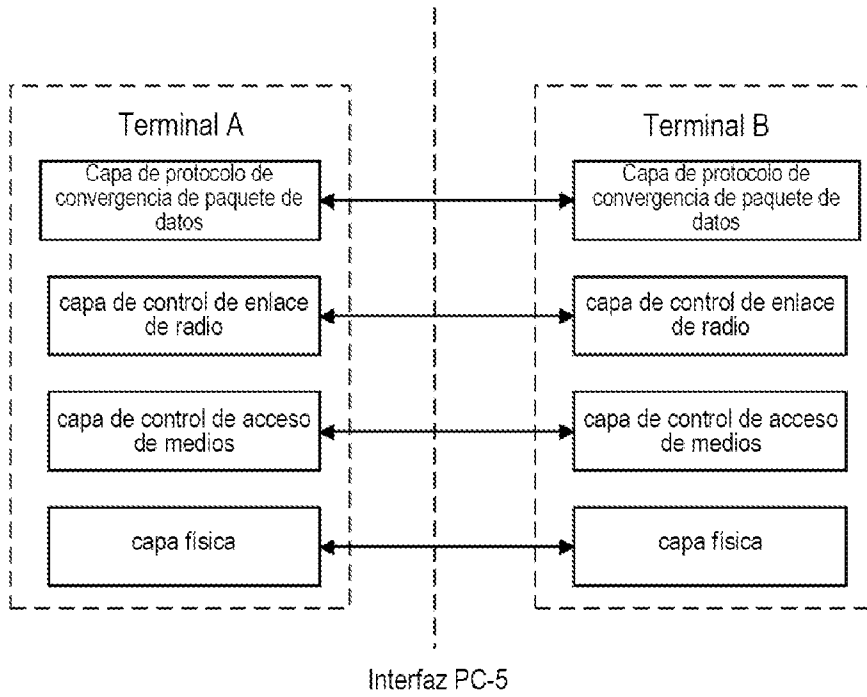 Terminal A
Capa de protocolo de
convergencia de paquete de
datos
capa de control de enlace
de radio
capa de control de acceso
de medios
capa física
Terminal B
Capa de protocolo de
convergencia de paquete de
datos
capa de control de enlace
de radio
capa de control de acceso
de medios
capa física
Interfaz PC-5